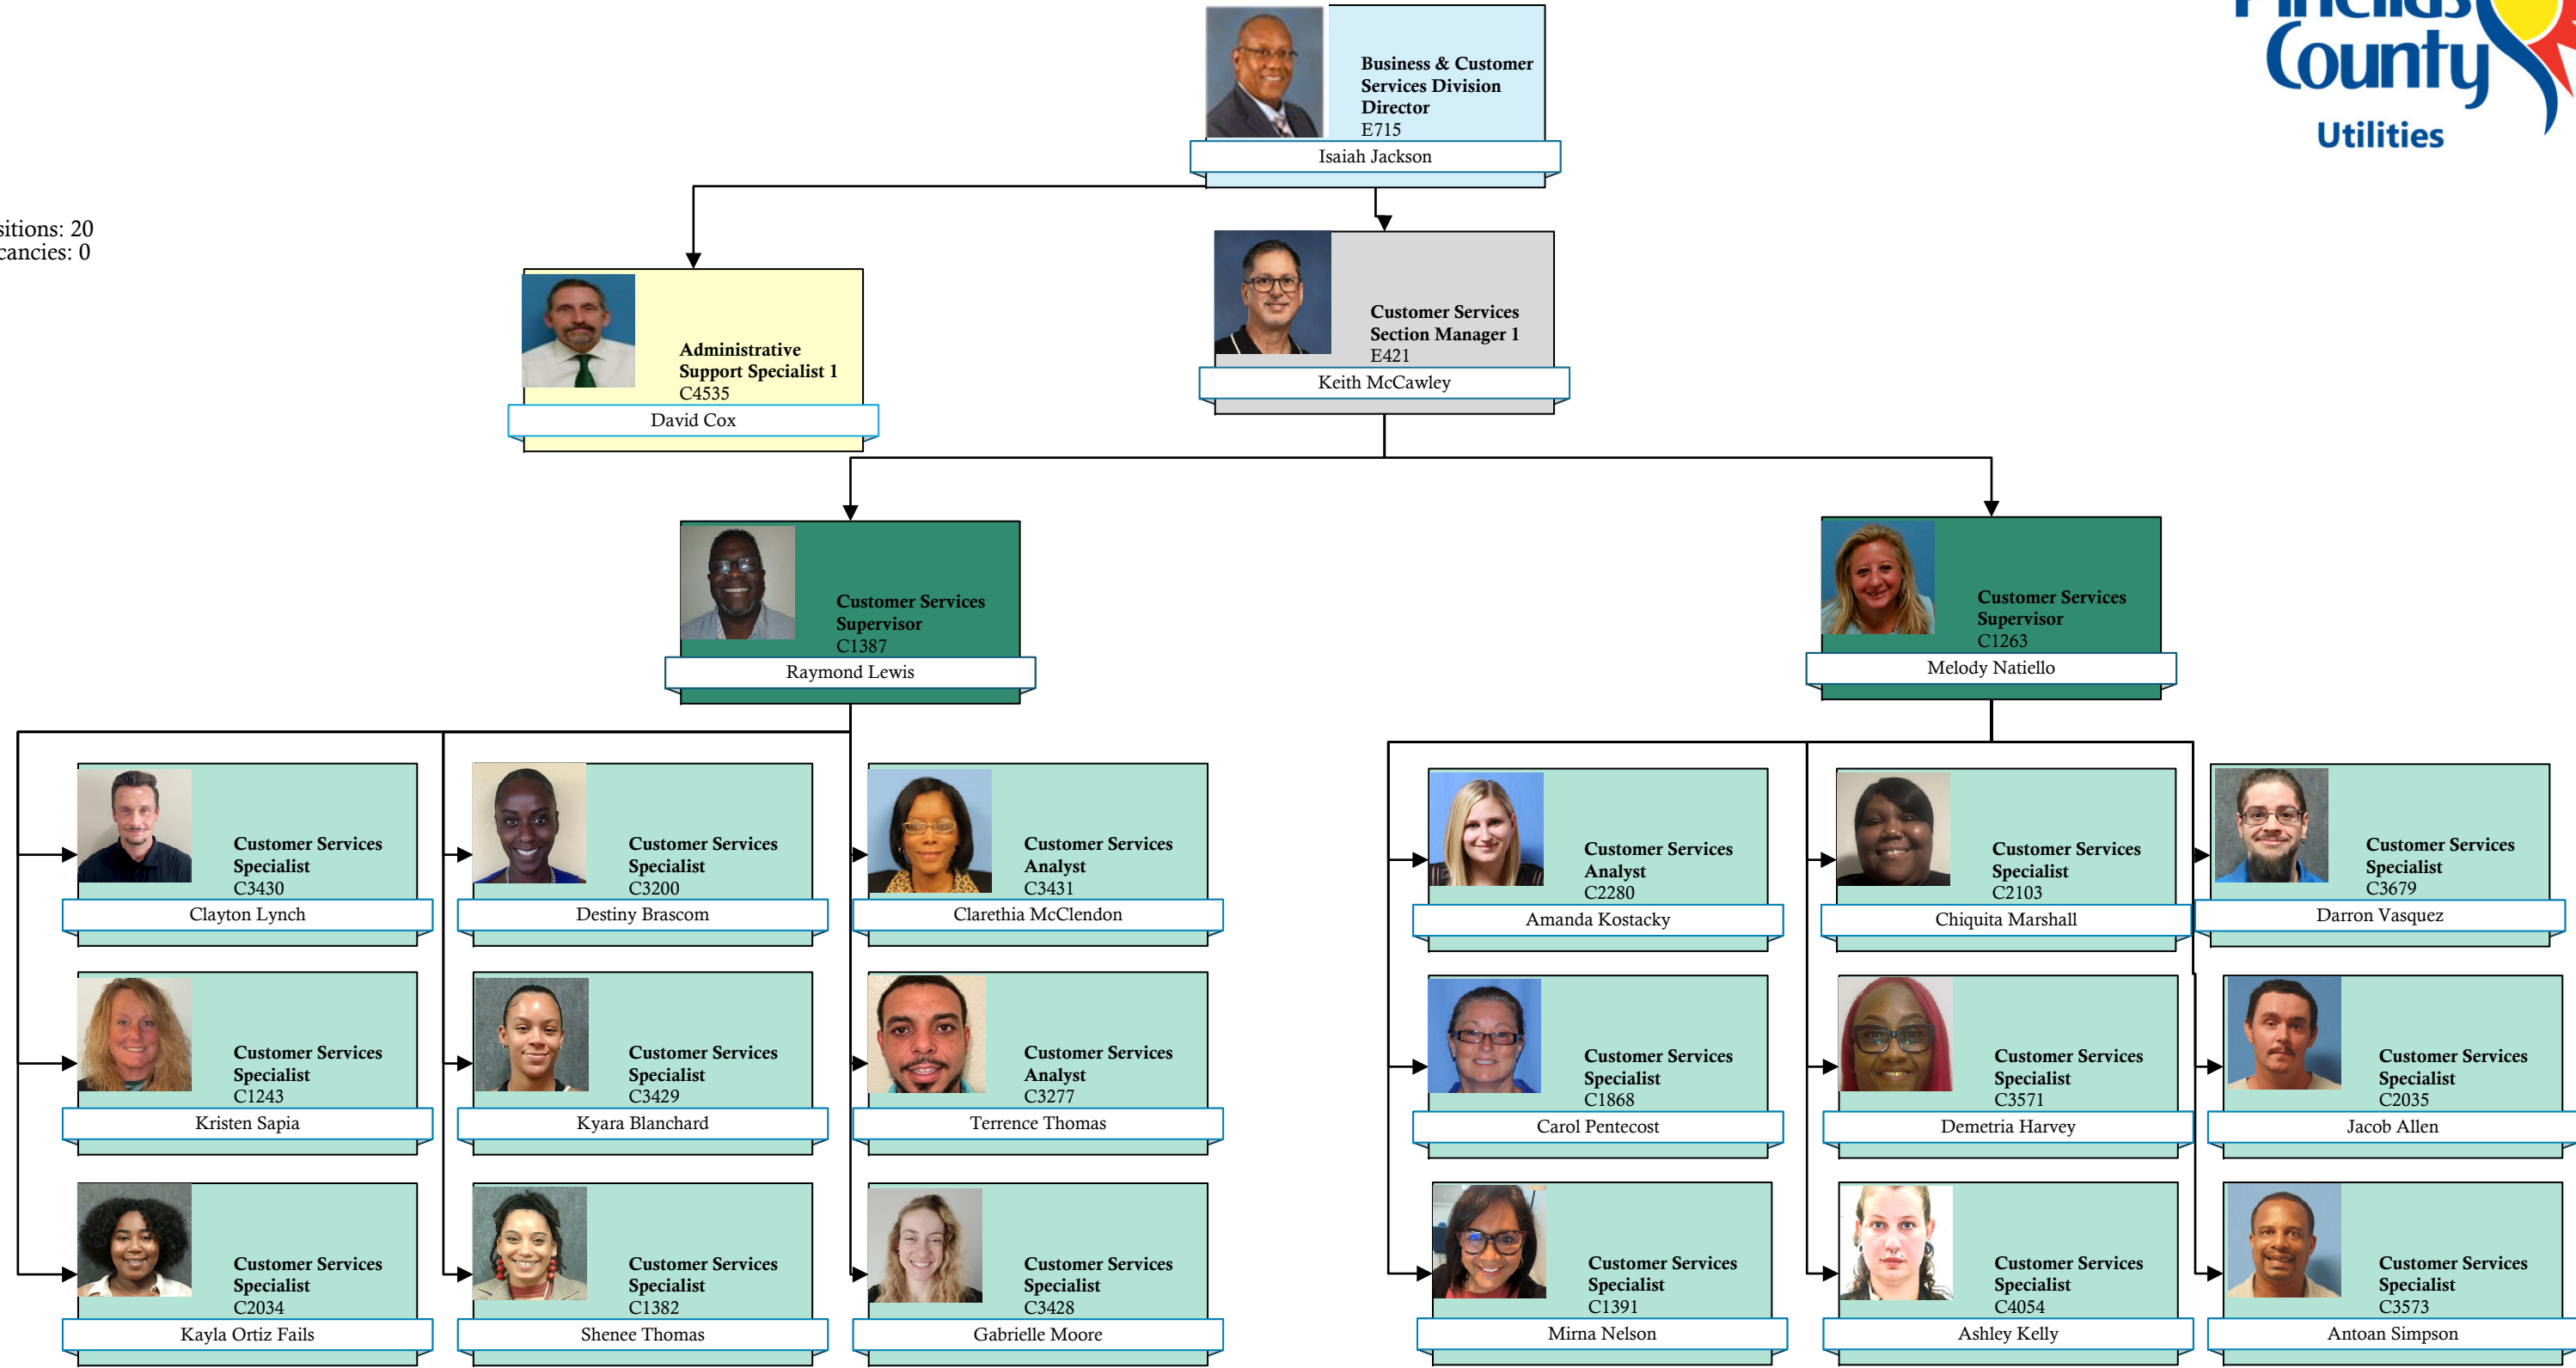 County
Utilities
Business & Customer
Services Division
Director
E715
Isaiah Jackson
sitions: 20
cancies: 0
Administrative
Support Specialist 1
C4535
David Cox
Customer Services
Section Manager 1
E421
Keith McCawley
Customer Services
Supervisor
C1387
Raymond Lewis
Customer Services
Supervisor
C1263
Melody Natiello
Customer Services
Specialist
C3430
Clayton Lynch
Customer Services
Specialist
C3200
Destiny Brascom
Customer Services
Analyst
C3431
Clarethia McClendon
Customer Services
Analyst
C2280
Amanda Kostacky
Customer Services
Specialist
C2103
Chiquita Marshall
Customer Services
Specialist
C3679
Darron Vasquez
Customer Services
Specialist
C1243
Kristen Sapia
Customer Services
Specialist
C3429
Kyara Blanchard
Customer Services
Analyst
C3277
Terrence Thomas
Customer Services
Specialist
C1868
Carol Pentecost
Customer Services
Specialist
C3571
Demetria Harvey
Customer Services
Specialist
C2035
Jacob Allen
Customer Services
Specialist
C2034
Kayla Ortiz Fails
Customer Services
Specialist
C1382
Shenee Thomas
Customer Services
Specialist
C3428
Gabrielle Moore
Customer Services
Specialist
C1391
Mirna Nelson
Customer Services
Specialist
C4054
Ashley Kelly
Customer Services
Specialist
C3573
Antoan Simpson